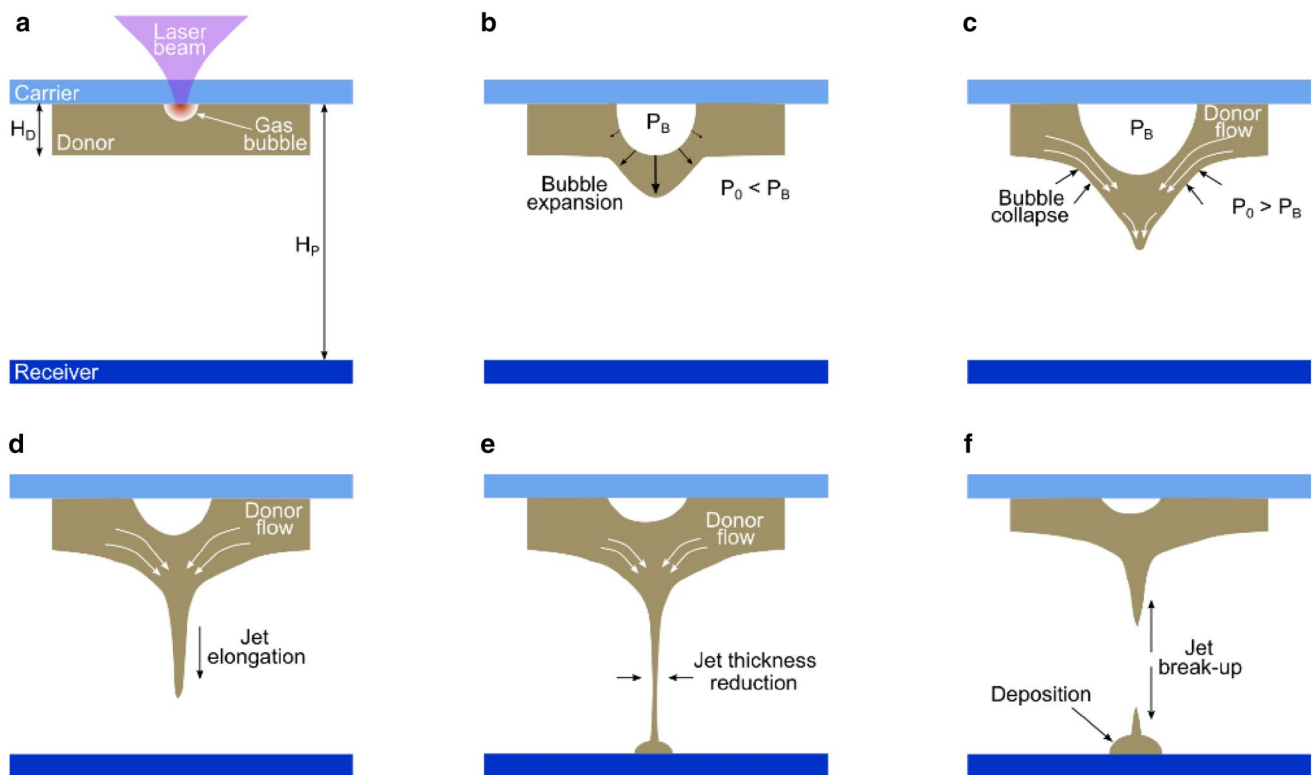 a
Laser
beam
Carrier
H_D
Donor
Gas
bubble
H_P
Receiver
b
P_B
Bubble
expansion
P_0 < P_B
c
P_B
Donor
flow
Bubble
collapse
P_0 > P_B
d
Donor
flow
Jet
elongation
e
Donor
flow
Jet thickness
reduction
f
Jet
break-up
Deposition